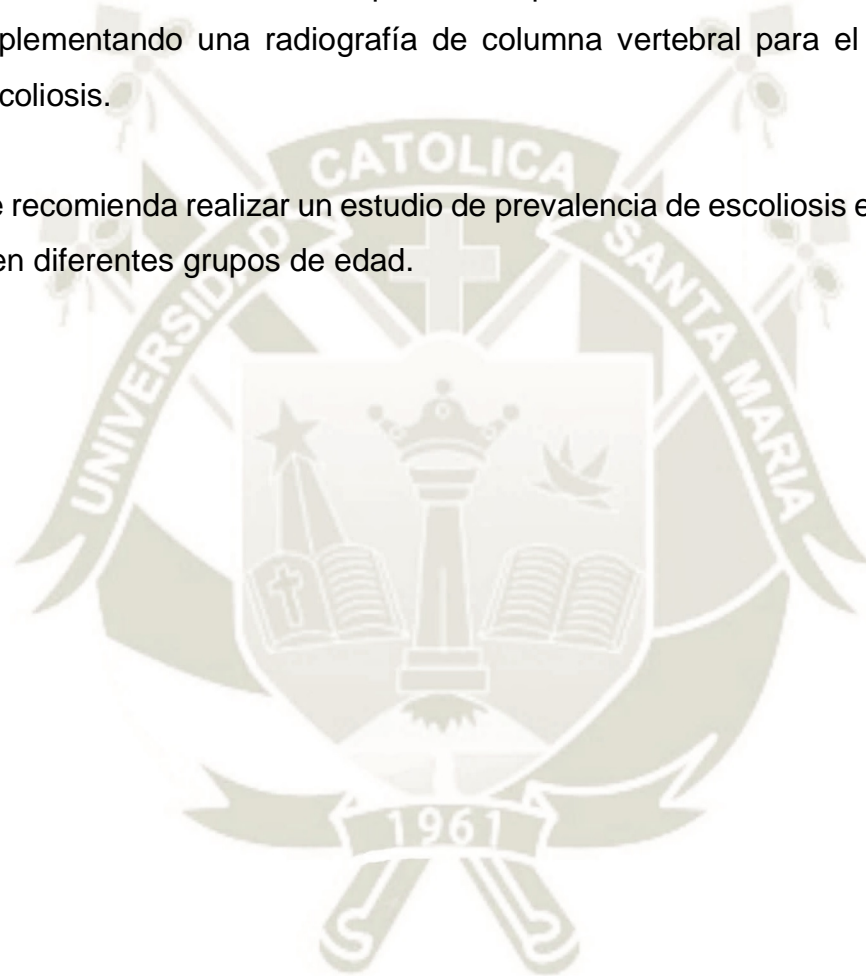 plementando una radiografía de columna vertebral para el
coliosis.
e recomienda realizar un estudio de prevalencia de escoliosis e
en diferentes grupos de edad.
UNIVERSIDAD CATOLICA SANTA MARIA
1961